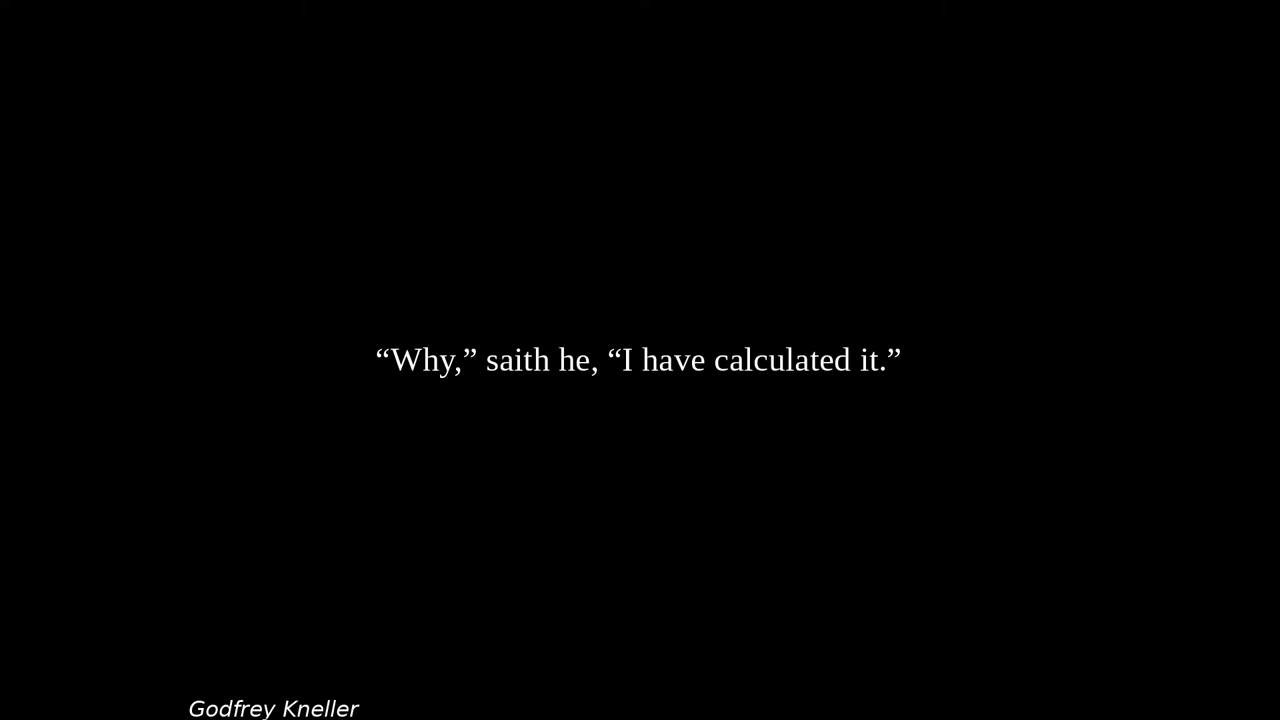 “Why,” saith he, “I have calculated it.”
Godfrey Kneller